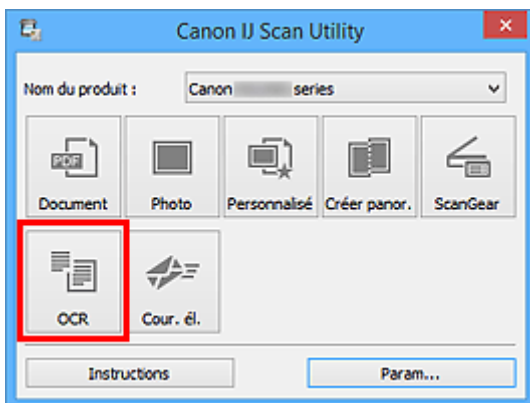 Canon IJ Scan Utility
Nom du produit : Canon series
PDF
Document Photo Personnalisé Créer panor. ScanGear
OCR Cour. él.
Instructions Param...